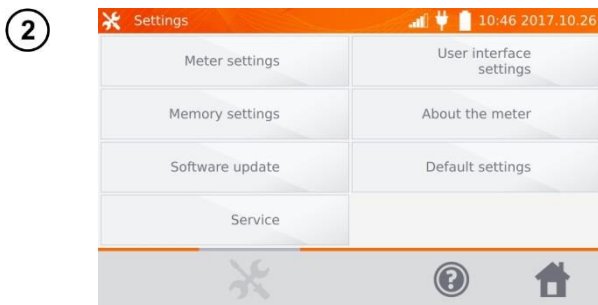 2
Settings
10:46 2017.10.26
Meter settings
User interface
settings
Memory settings
About the meter
Software update
Default settings
Service
?